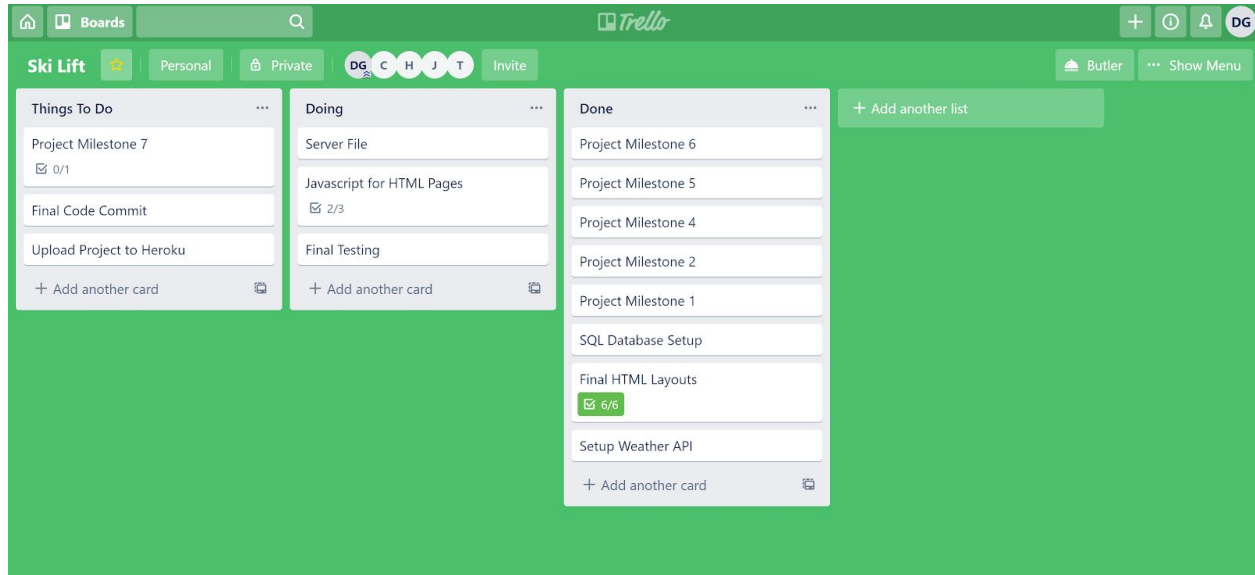 Boards
Trello
DG
Ski Lift
Personal
Private
DG C H J T
Invite
Butler
... Show Menu
Things To Do ...
Project Milestone 7
0/1
Final Code Commit
Upload Project to Heroku
+ Add another card
Doing ...
Server File
Javascript for HTML Pages
2/3
Final Testing
+ Add another card
Done ...
Project Milestone 6
Project Milestone 5
Project Milestone 4
Project Milestone 2
Project Milestone 1
SQL Database Setup
Final HTML Layouts
6/6
Setup Weather API
+ Add another card
+ Add another list